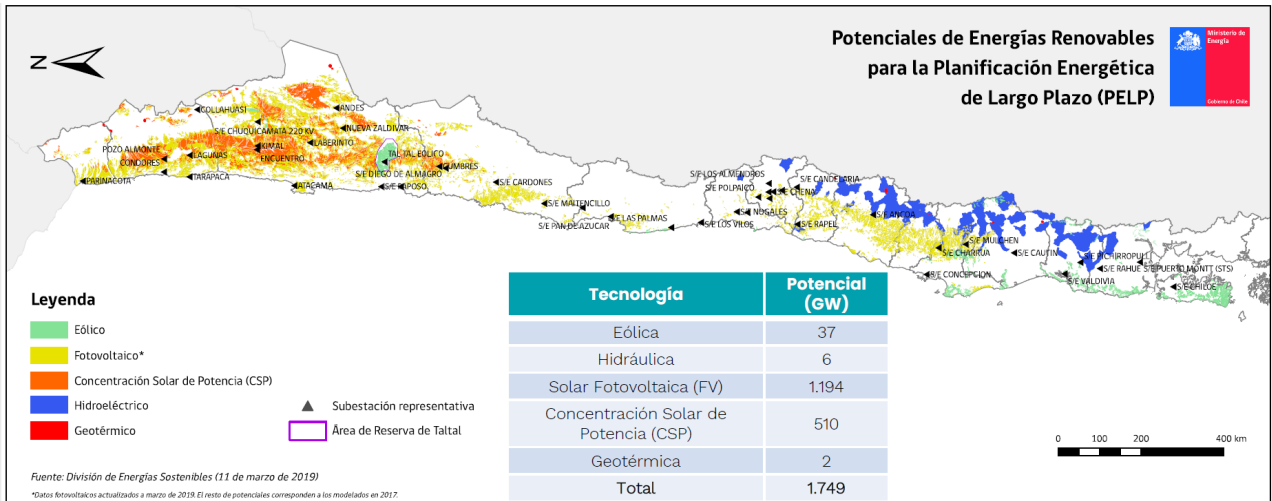 Potenciales de Energías Renovables
para la Planificación Energética
de Largo Plazo (PELP)
Ministerio de
Energía
Gobierno de Chile
N
COLLAHUASI
ANDES
S/E CHUQUICAMATA 220 KV
NUEVA ZALDIVAR
POZO ALMONTE
KIMAL
LABERINTO
CONDORES
LAGUNAS
ENCUENTRO
TAL TAL EÓLICO
CUMBRES
PARINACOTA
TARAPACA
S/E DIEGO DE ALMAGRO
ATACAMA
S/E PAPOSO
S/E CARDONES
S/E MAITENCILLO
S/E PAN DE AZUCAR
S/E LAS PALMAS
S/E LOS VILOS
S/E NOGALES
S/E LOS ALMENDROS
S/E POLPAICO
S/E CHENA
S/E CANDELARIA
S/E RAPEL
S/E ANCOA
S/E CHARRUA
S/E MULCHEN
S/E CONCEPCION
S/E CAUTIN
S/E PICHIRROPULLI
S/E RAHUE
S/E PUERTO MONTT (STS)
S/E VALDIVIA
S/E CHILOE
Leyenda
Eólico
Fotovoltaico*
Concentración Solar de Potencia (CSP)
Hidroeléctrico
Geotérmico
Subestación representativa
Área de Reserva de Taltal
Tecnología Potencial (GW)
Eólica 37
Hidráulica 6
Solar Fotovoltaica (FV) 1.194
Concentración Solar de
Potencia (CSP) 510
Geotérmica 2
Total 1.749
0 100 200 400 km
Fuente: División de Energías Sostenibles (11 de marzo de 2019)
*Datos fotovoltaicos actualizados a marzo de 2019. El resto de potenciales corresponden a los modelados en 2017.